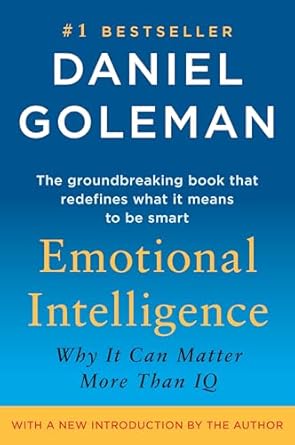 #1 BESTSELLER
DANIEL
GOLEMAN
The groundbreaking book that
redefines what it means
to be smart
Emotional
Intelligence
Why It Can Matter
More Than IQ
WITH A NEW INTRODUCTION BY THE AUTHOR